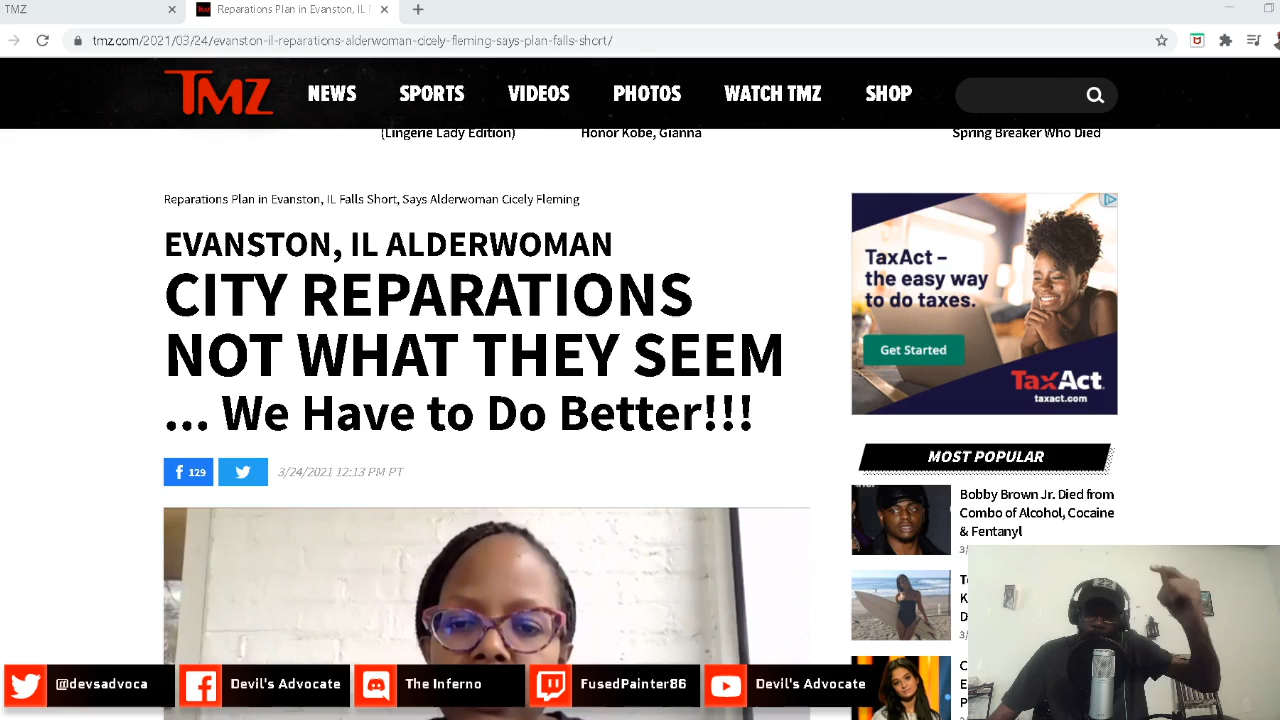 TMZ
Reparations Plan in Evanston, IL
tmz.com/2021/03/24/evanston-il-reparations-alderwoman-cicely-fleming-says-plan-falls-short/
TMZ
NEWS
SPORTS
VIDEOS
PHOTOS
WATCH TMZ
SHOP
(Lingerie Lady Edition)
Honor Kobe, Gianna
Spring Breaker Who Died
Reparations Plan in Evanston, IL Falls Short, Says Alderwoman Cicely Fleming
EVANSTON, IL ALDERWOMAN
CITY REPARATIONS
NOT WHAT THEY SEEM
... We Have to Do Better!!!
129
3/24/2021 12:13 PM PT
TaxAct –
the easy way
to do taxes.
Get Started
TaxAct.
taxact.com
MOST POPULAR
Bobby Brown Jr. Died from
Combo of Alcohol, Cocaine
& Fentanyl
@devsadvoca
Devil's Advocate
The Inferno
FusedPainter86
Devil's Advocate